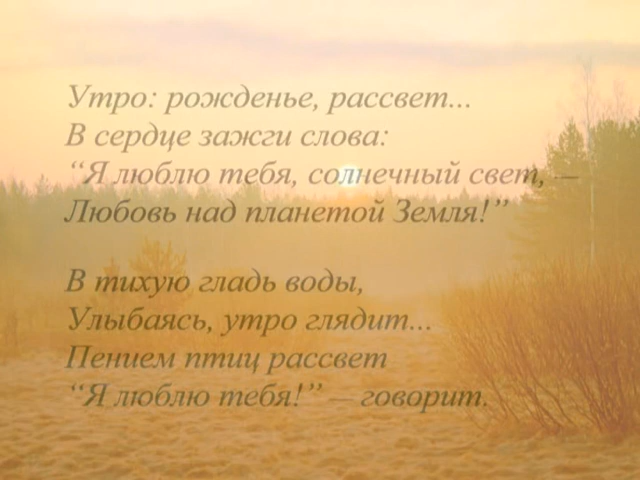 Утро: рожденье, рассвет...
В сердце зажги слова:
“Я люблю тебя, солнечный свет, —
Любовь над планетой Земля!”
В тихую гладь воды,
Улыбаясь, утро глядит...
Пением птиц рассвет
“Я люблю тебя!” — говорит.